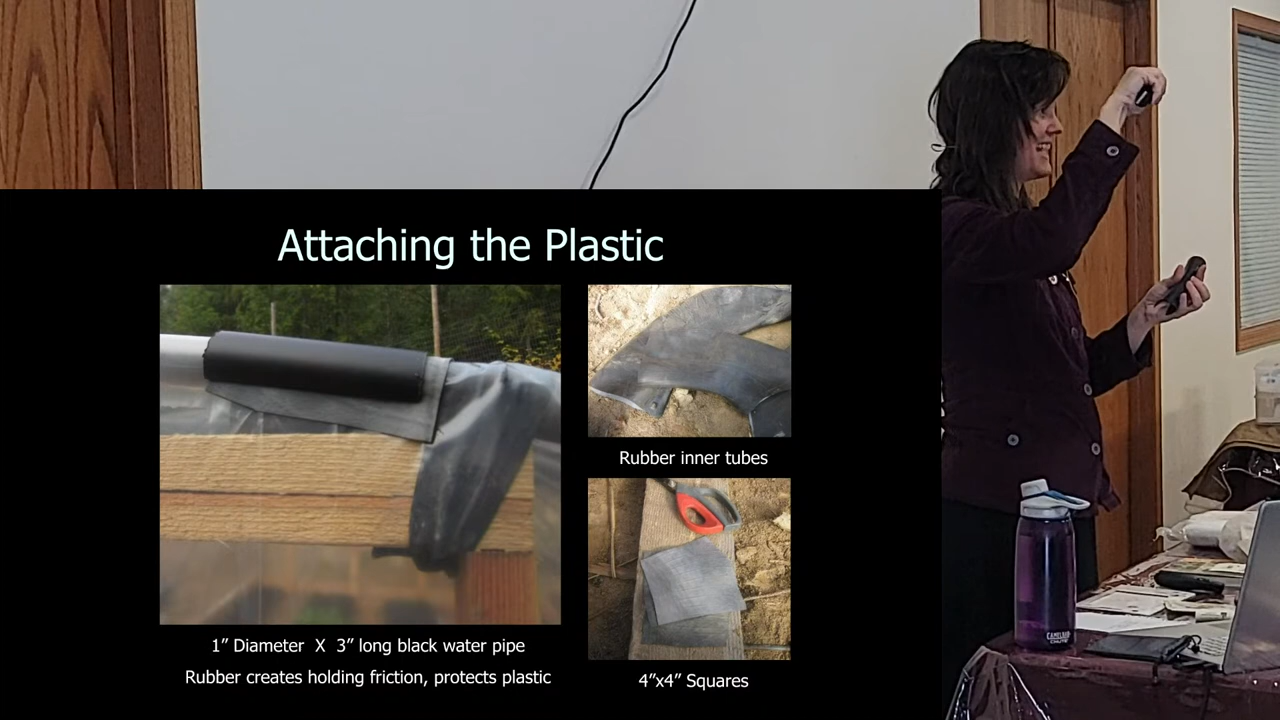 Attaching the Plastic
Rubber inner tubes
1” Diameter X 3” long black water pipe
Rubber creates holding friction, protects plastic
4”x4” Squares
CAMELBAK
CHUTE